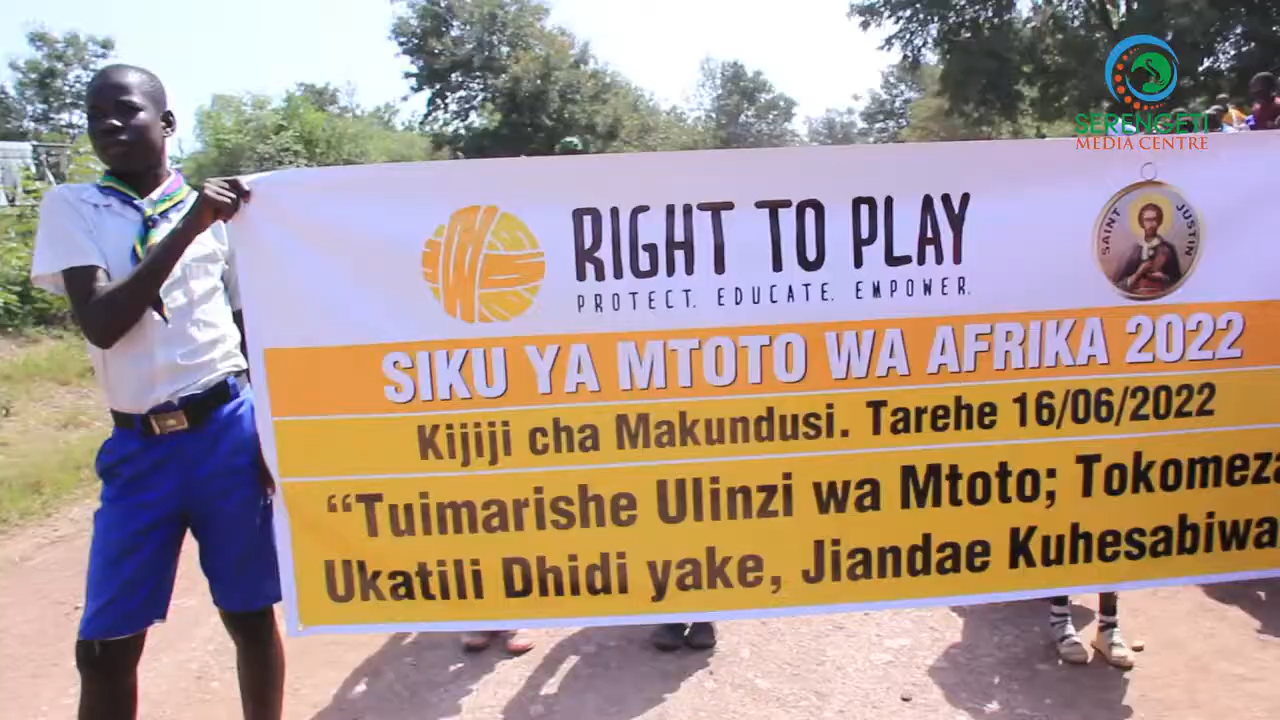 SERENGETI
MEDIA CENTRE
RIGHT TO PLAY
PROTECT. EDUCATE. EMPOWER.
SAINT JUSTIN
SIKU YA MTOTO WA AFRIKA 2022
Kijiji cha Makundusi. Tarehe 16/06/2022
“Tuimarishe Ulinzi wa Mtoto; Tokomeza
Ukatili Dhidi yake, Jiandae Kuhesabiwa